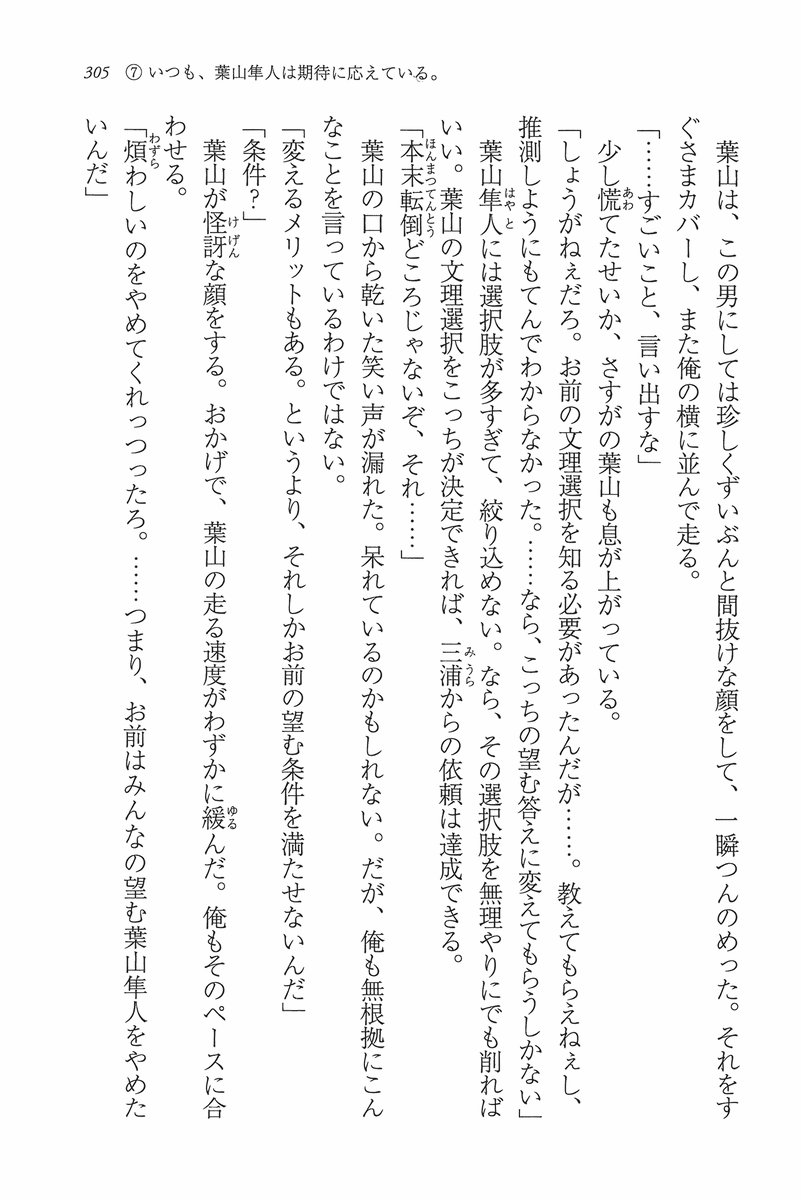 305 ⑦ いつも、葉山隼人は期待に応えている。
葉山は、この男にしては珍しくずいぶんと間抜けな顔をして、一瞬つんのめった。それをす
ぐさまカバーし、また俺の横に並んで走る。
「……すごいこと、言い出すな」
少し慌てたせいか、さすがの葉山も息が上がっている。
「しょうがねぇだろ。お前の文理選択を知る必要があったんだが……。教えてもらえねぇし、
推測しようにもてんでわからなかった。……なら、こっちの望む答えに変えてもらうしかない」
葉山隼人には選択肢が多すぎて、絞り込めない。なら、その選択肢を無理やりにでも削れば
いい。葉山の文理選択をこっちが決定できれば、三浦からの依頼は達成できる。
「本末転倒どころじゃないぞ、それ……」
葉山の口から乾いた笑い声が漏れた。呆れているのかもしれない。だが、俺も無根拠にこん
なことを言っているわけではない。
「変えるメリットもある。というより、それしかお前の望む条件を満たせないんだ」
「条件？」
葉山が怪訝な顔をする。おかげで、葉山の走る速度がわずかに緩んだ。俺もそのペースに合
わせる。
「煩わしいのをやめてくれっつったろ。……つまり、お前はみんなの望む葉山隼人をやめた
いんだ」